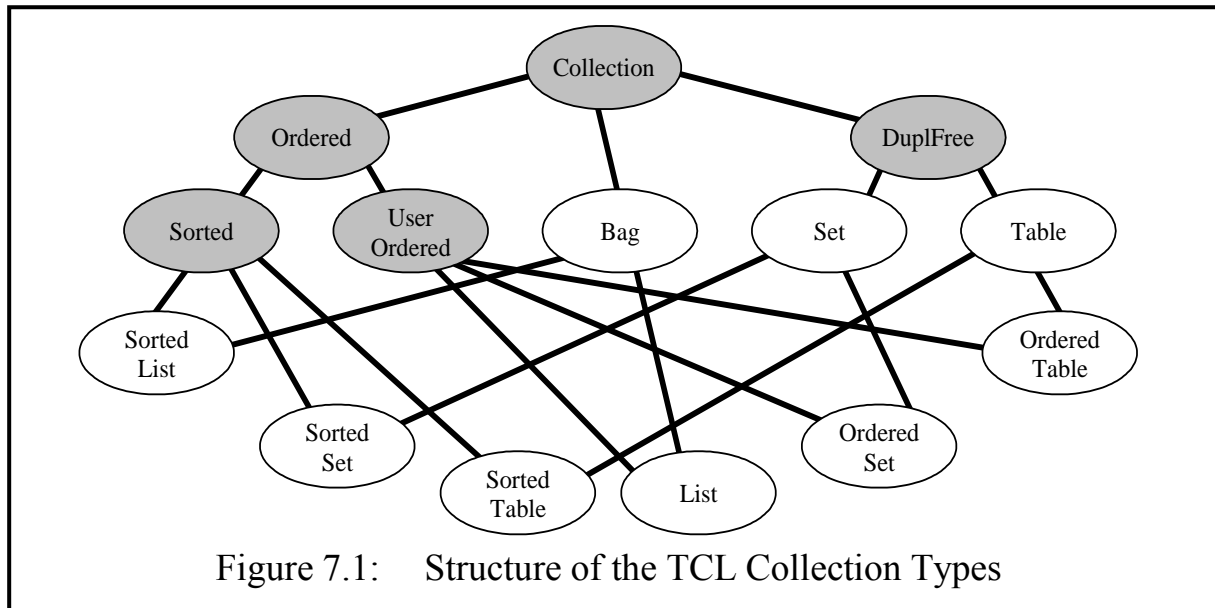 Collection
Ordered
DuplFree
Sorted
User
Ordered
Bag
Set
Table
Sorted
List
Ordered
Table
Sorted
Set
Ordered
Set
Sorted
Table
List
Figure 7.1: Structure of the TCL Collection Types